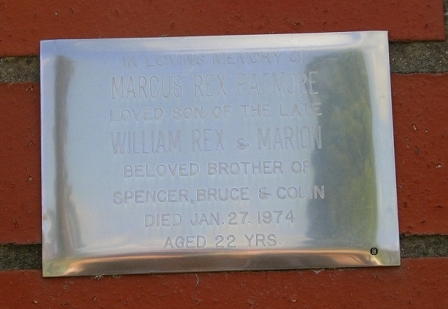 IN LOVING MEMORY OF
MARCUS REX PASMORE
LOVED SON OF THE LATE
WILLIAM REX & MARION
BELOVED BROTHER OF
SPENCER, BRUCE & COLIN
DIED JAN. 27. 1974
AGED 22 YRS